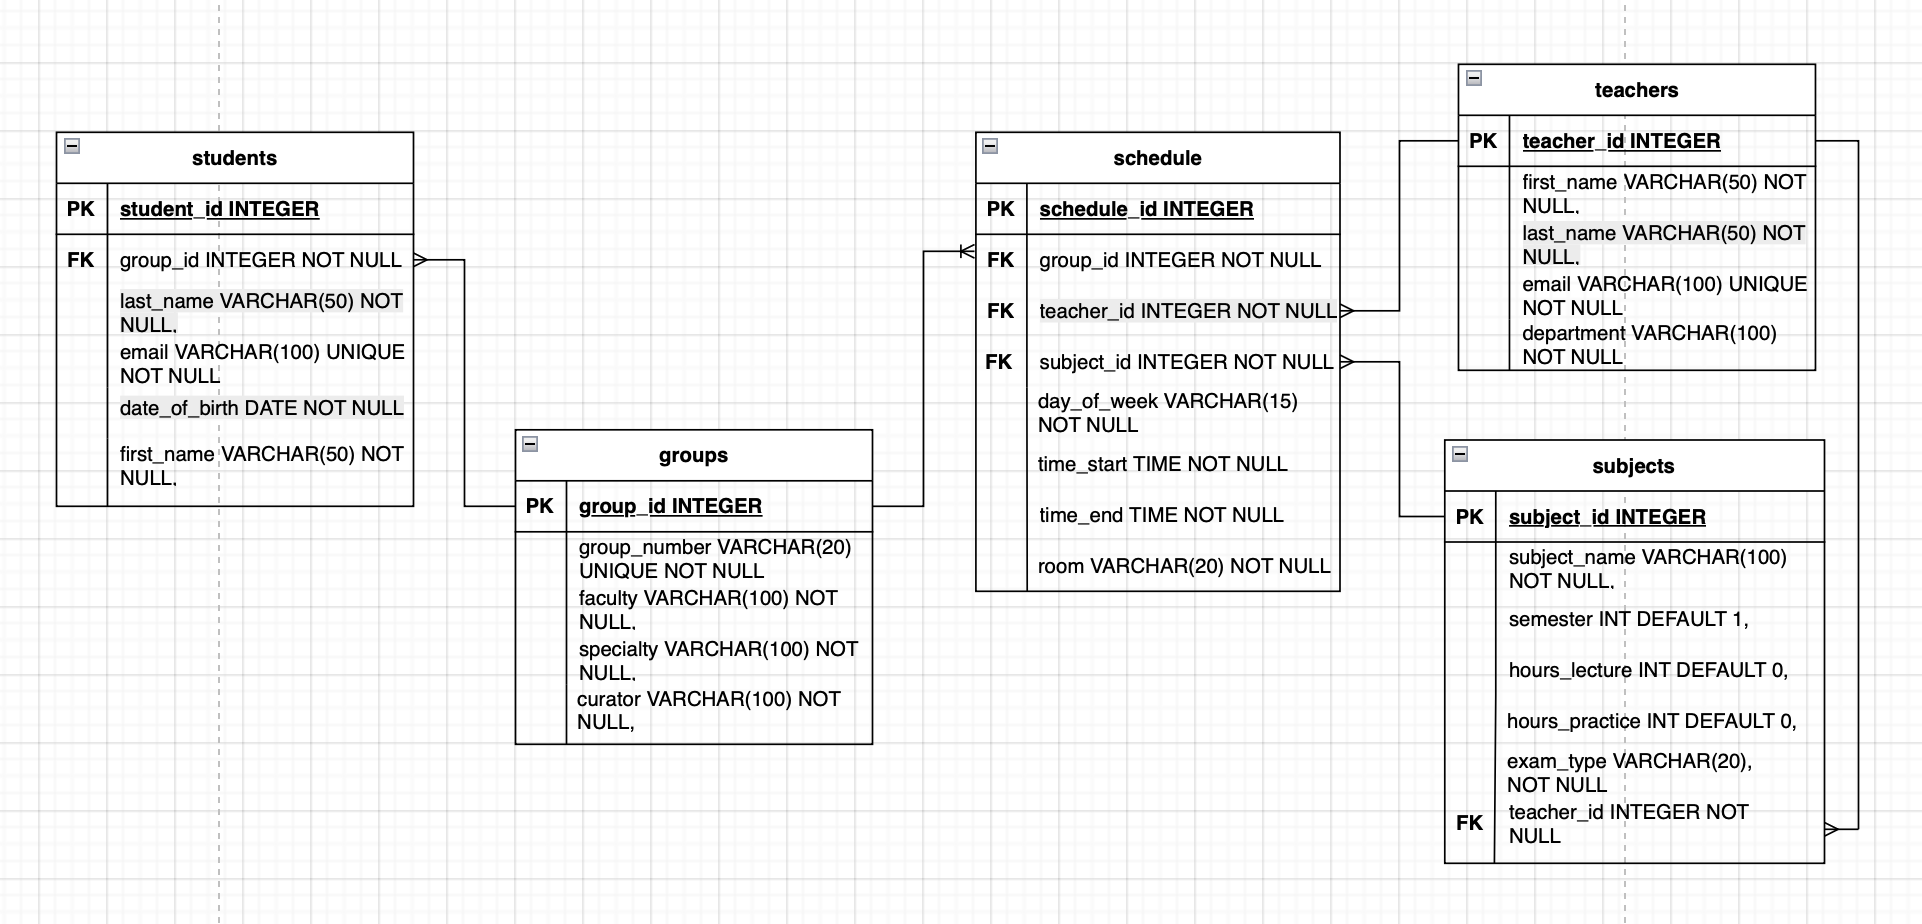 students
PK student_id INTEGER
FK group_id INTEGER NOT NULL
last_name VARCHAR(50) NOT
NULL,
email VARCHAR(100) UNIQUE
NOT NULL
date_of_birth DATE NOT NULL
first_name VARCHAR(50) NOT
NULL,
groups
PK group_id INTEGER
group_number VARCHAR(20)
UNIQUE NOT NULL
faculty VARCHAR(100) NOT
NULL,
specialty VARCHAR(100) NOT
NULL,
curator VARCHAR(100) NOT
NULL,
schedule
PK schedule_id INTEGER
FK group_id INTEGER NOT NULL
FK teacher_id INTEGER NOT NULL
FK subject_id INTEGER NOT NULL
day_of_week VARCHAR(15)
NOT NULL
time_start TIME NOT NULL
time_end TIME NOT NULL
room VARCHAR(20) NOT NULL
teachers
PK teacher_id INTEGER
first_name VARCHAR(50) NOT
NULL,
last_name VARCHAR(50) NOT
NULL,
email VARCHAR(100) UNIQUE
NOT NULL
department VARCHAR(100)
NOT NULL
subjects
PK subject_id INTEGER
subject_name VARCHAR(100)
NOT NULL,
semester INT DEFAULT 1,
hours_lecture INT DEFAULT 0,
hours_practice INT DEFAULT 0,
exam_type VARCHAR(20),
NOT NULL
FK teacher_id INTEGER NOT
NULL